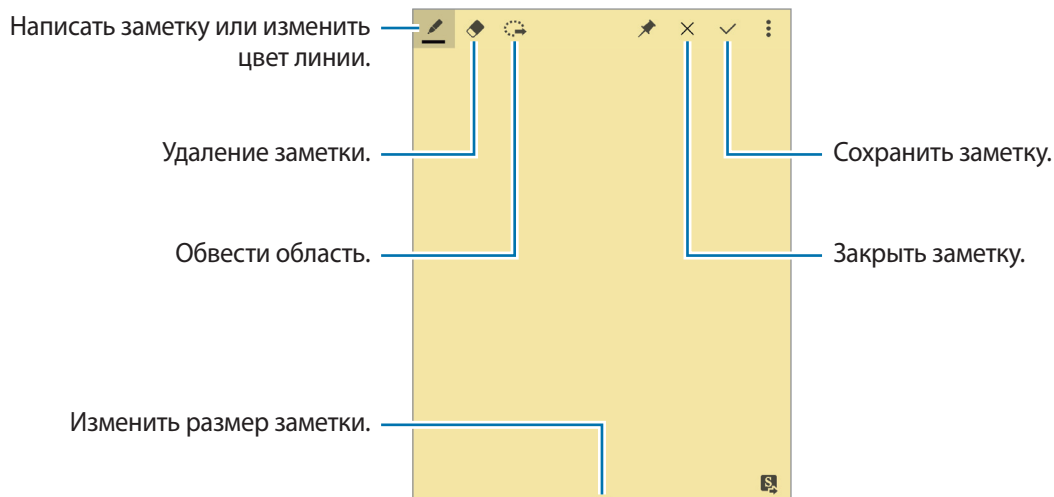 Написать заметку или изменить
цвет линии.
Удаление заметки.
Сохранить заметку.
Обвести область.
Закрыть заметку.
Изменить размер заметки.
S